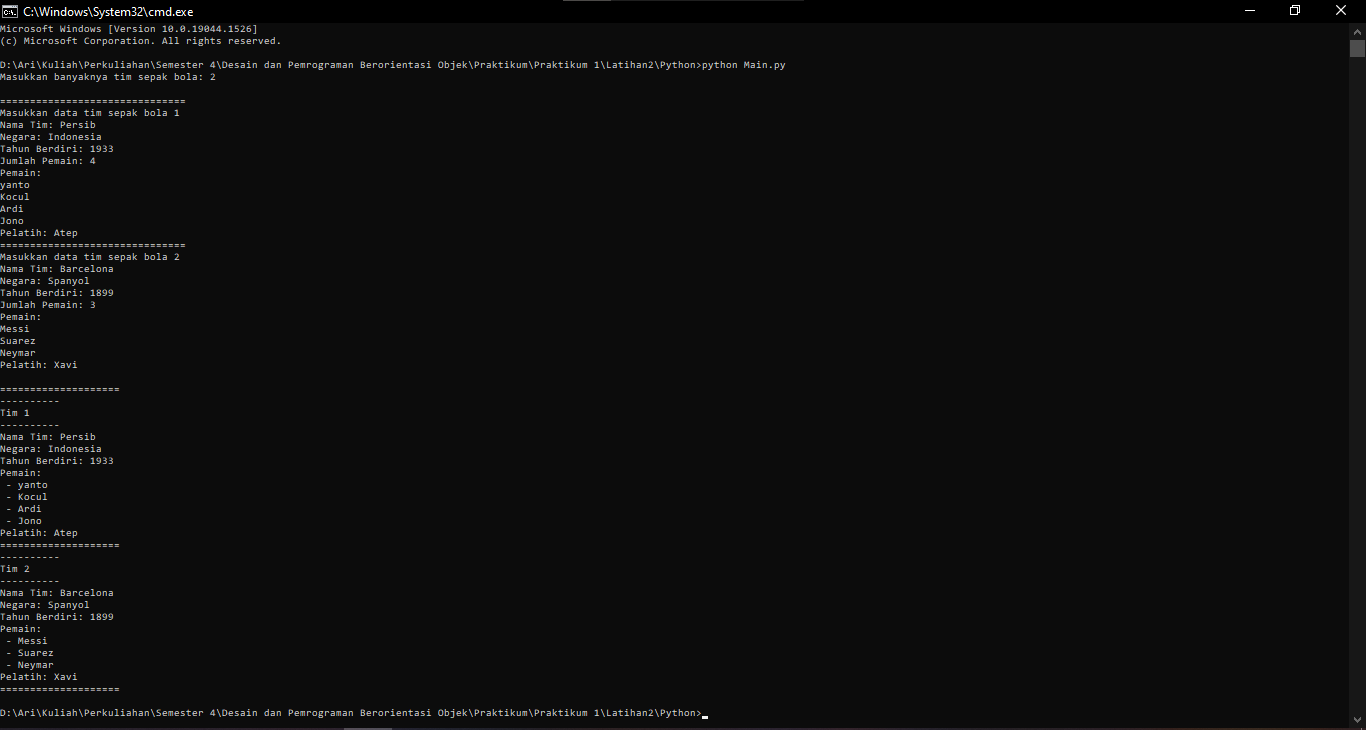 C:\Windows\System32\cmd.exe
Microsoft Windows [Version 10.0.19044.1526]
(c) Microsoft Corporation. All rights reserved.
D:\Ari\Kuliah\Perkuliahan\Semester 4\Desain dan Pemrograman Berorientasi Objek\Praktikum\Praktikum 1\Latihan2\Python>python Main.py
Masukkan banyaknya tim sepak bola: 2
===============================
Masukkan data tim sepak bola 1
Nama Tim: Persib
Negara: Indonesia
Tahun Berdiri: 1933
Jumlah Pemain: 4
Pemain:
yanto
Kocul
Ardi
Jono
Pelatih: Atep
===============================
Masukkan data tim sepak bola 2
Nama Tim: Barcelona
Negara: Spanyol
Tahun Berdiri: 1899
Jumlah Pemain: 3
Pemain:
Messi
Suarez
Neymar
Pelatih: Xavi
====================
----------
Tim 1
----------
Nama Tim: Persib
Negara: Indonesia
Tahun Berdiri: 1933
Pemain:
- yanto
- Kocul
- Ardi
- Jono
Pelatih: Atep
====================
----------
Tim 2
----------
Nama Tim: Barcelona
Negara: Spanyol
Tahun Berdiri: 1899
Pemain:
- Messi
- Suarez
- Neymar
Pelatih: Xavi
====================
D:\Ari\Kuliah\Perkuliahan\Semester 4\Desain dan Pemrograman Berorientasi Objek\Praktikum\Praktikum 1\Latihan2\Python>